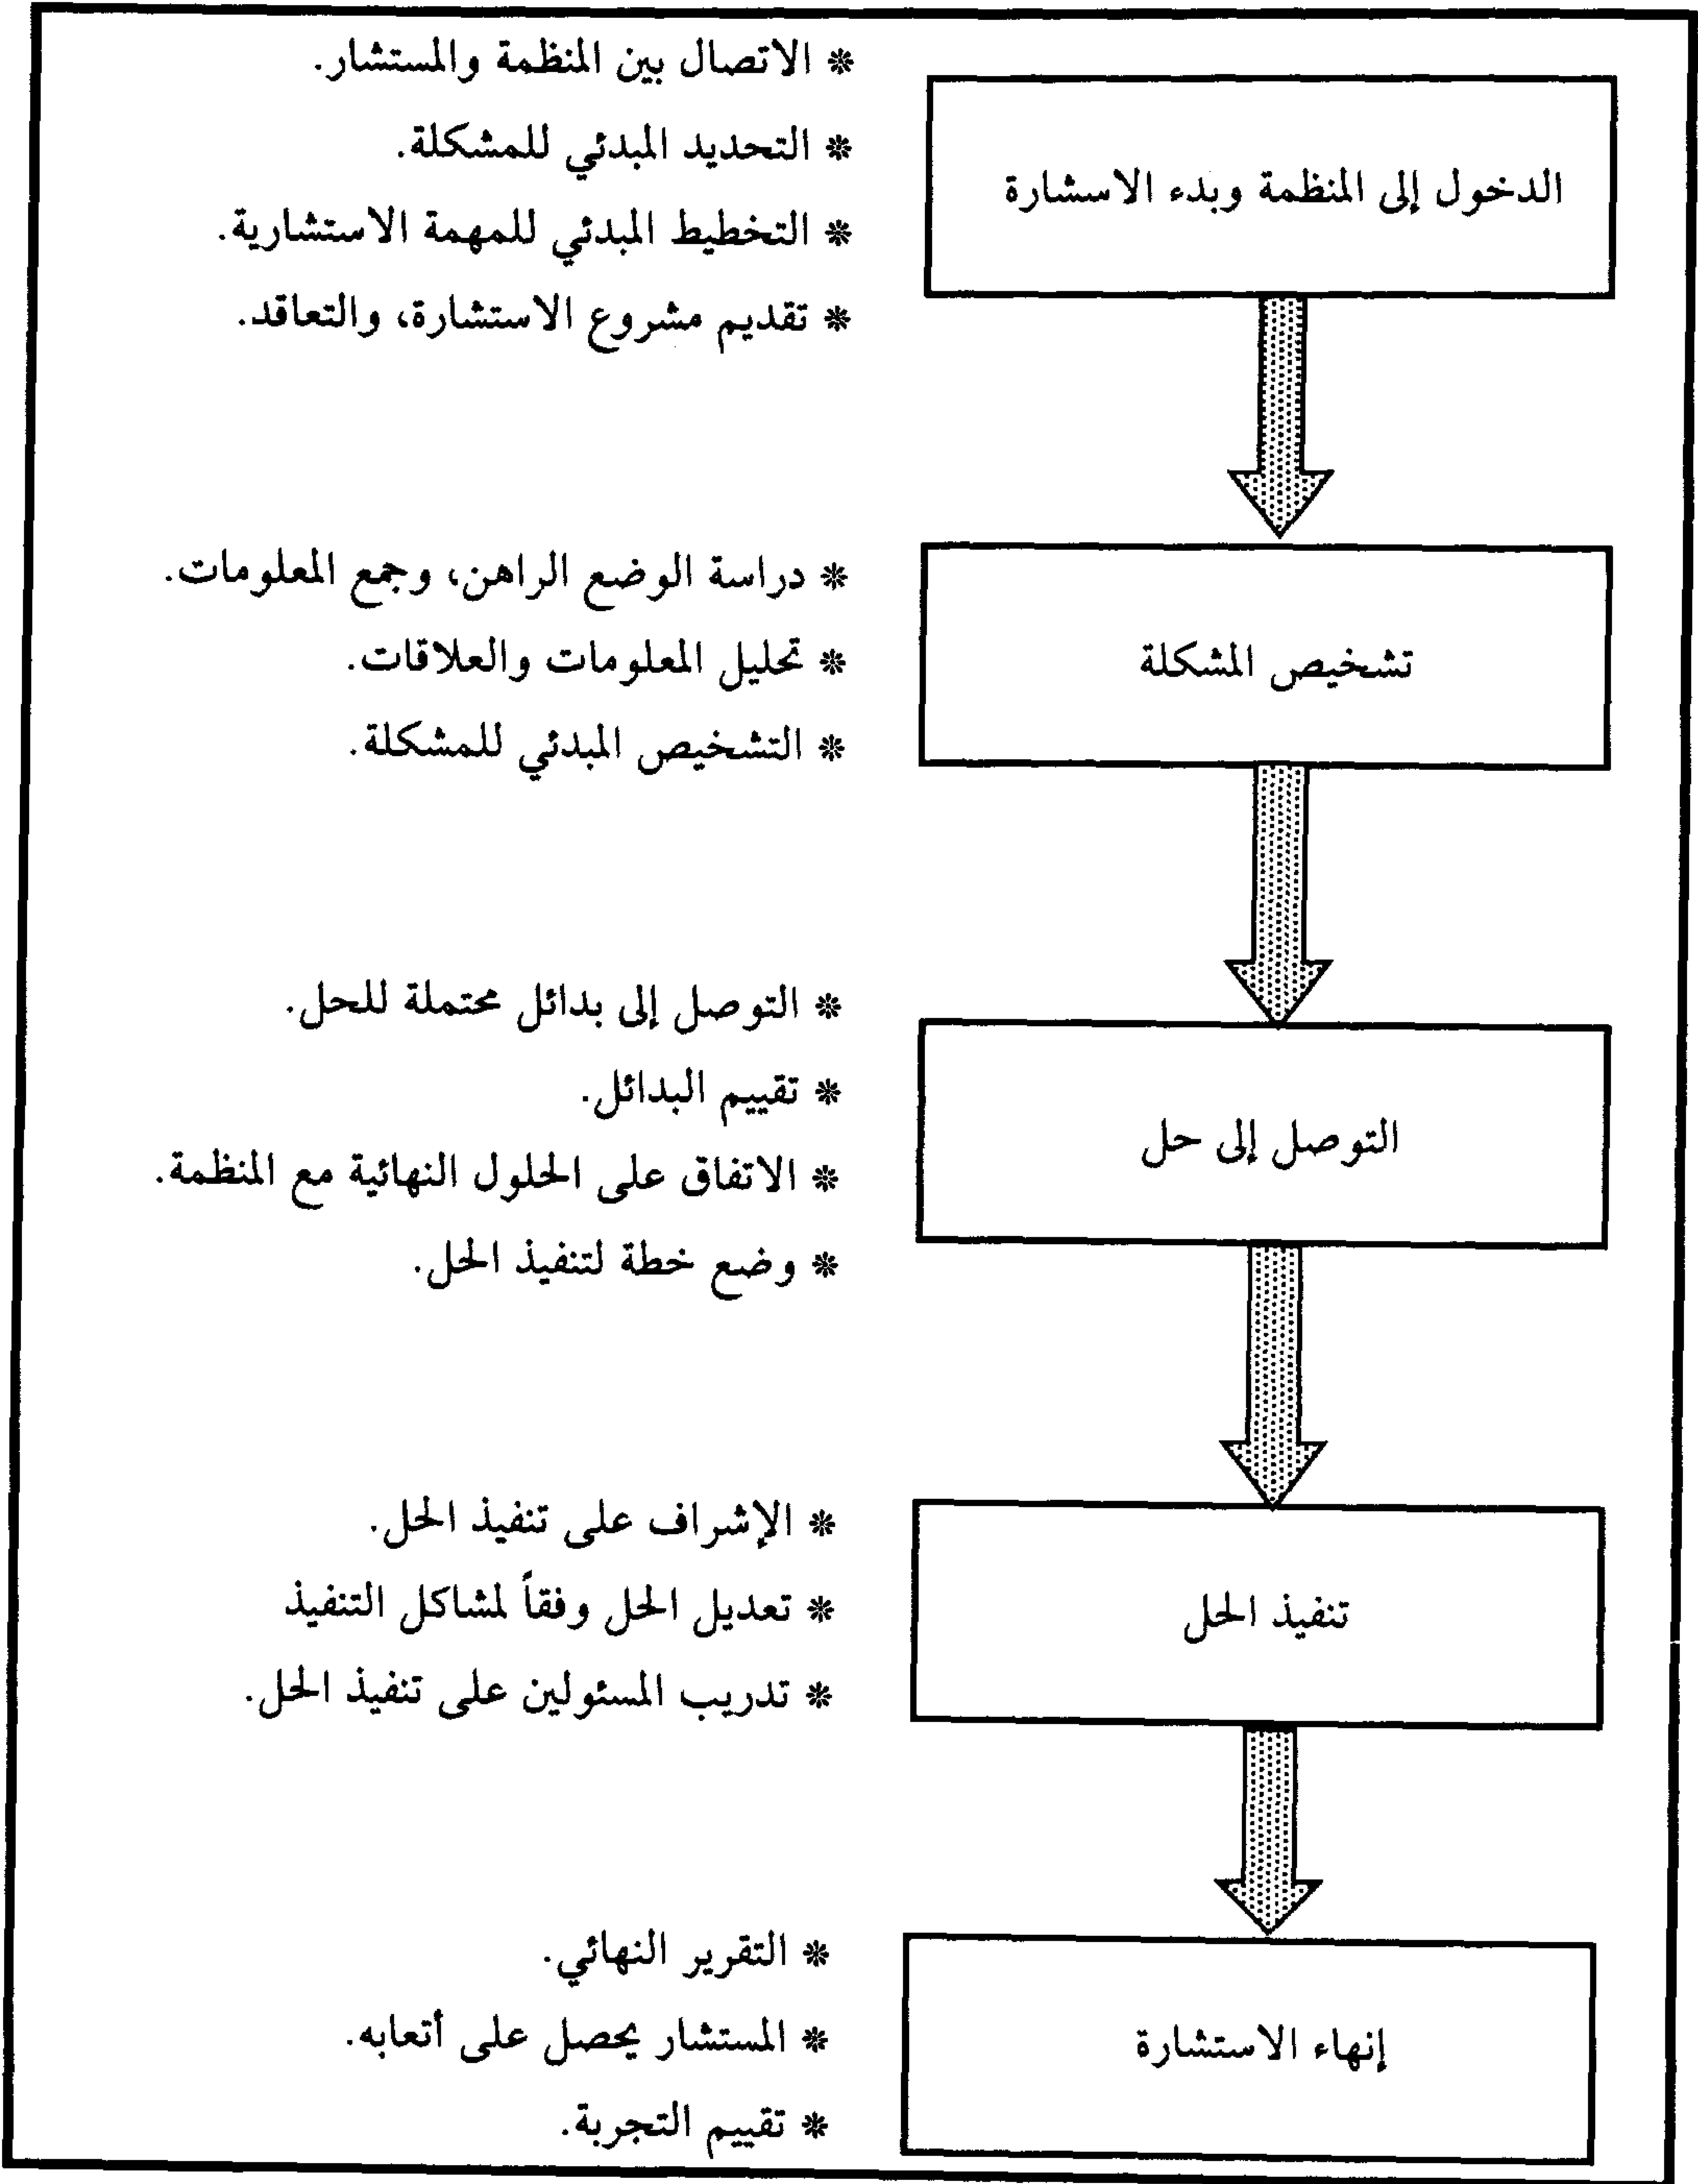 الدخول إلى المنظمة وبدء الاسشارة
* الاتصال بين المنظمة والمستشار.
* التحديد المبدئي للمشكلة.
* التخطيط المبدئي للمهمة الاستشارية.
* تقديم مشروع الاستشارة، والتعاقد.
تشخيص المشكلة
* دراسة الوضع الراهن، وجمع المعلومات.
* تحليل المعلومات والعلاقات.
* التشخيص المبدئي للمشكلة.
التوصل إلى حل
* التوصل إلى بدائل محتملة للحل.
* تقييم البدائل.
* الاتفاق على الحلول النهائية مع المنظمة.
* وضع خطة لتنفيذ الحل.
تنفيذ الحل
* الإشراف على تنفيذ الحل.
* تعديل الحل وفقاً لمشاكل التنفيذ
* تدريب المسئولين على تنفيذ الحل.
إنهاء الاستشارة
* التقرير النهائي.
* المستشار يحصل على أتعابه.
* تقييم التجربة.